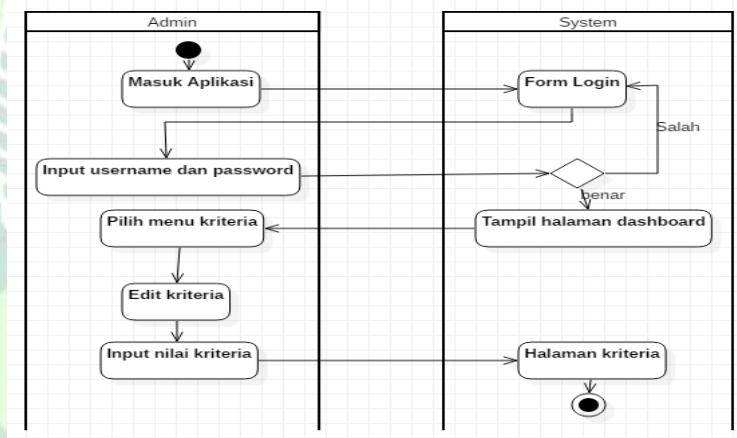 Admin
System
Masuk Aplikasi
Form Login
Salah
Input username dan password
benar
Pilih menu kriteria
Tampil halaman dashboard
Edit kriteria
Input nilai kriteria
Halaman kriteria